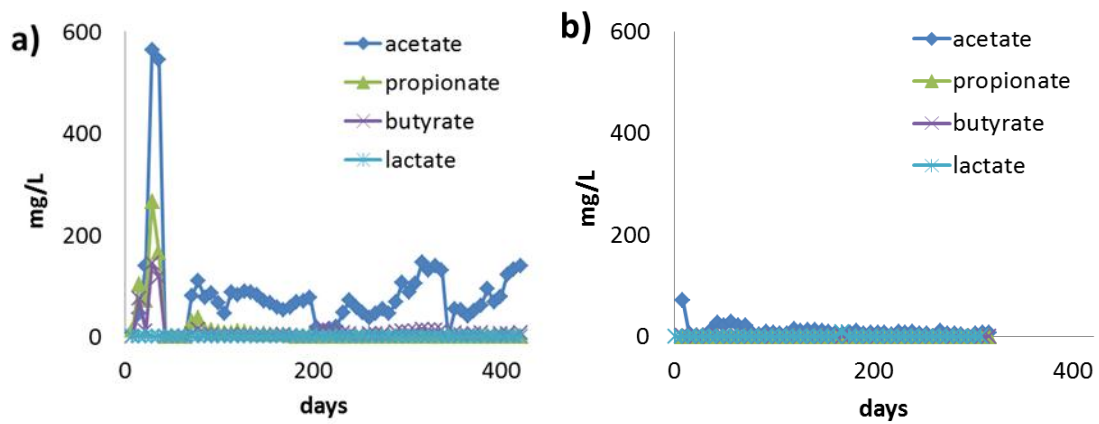 a)
600
400
200
0
mg/L
acetate
propionate
butyrate
lactate
0
200
400
days
b)
600
400
200
0
mg/L
acetate
propionate
butyrate
lactate
0
200
400
days